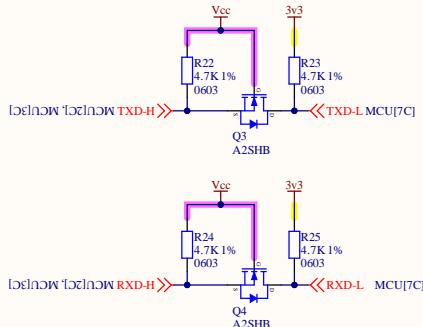 Vcc 3v3
R22 R23
4.7K 1% 4.7K 1%
0603 0603
MCU[2C], MCU[3C] TXD-H G TXD-L MCU[7C]
S D
Q3
A2SHB
Vcc 3v3
R24 R25
4.7K 1% 4.7K 1%
0603 0603
MCU[2C], MCU[3C] RXD-H G RXD-L MCU[7C]
S D
Q4
A2SHB